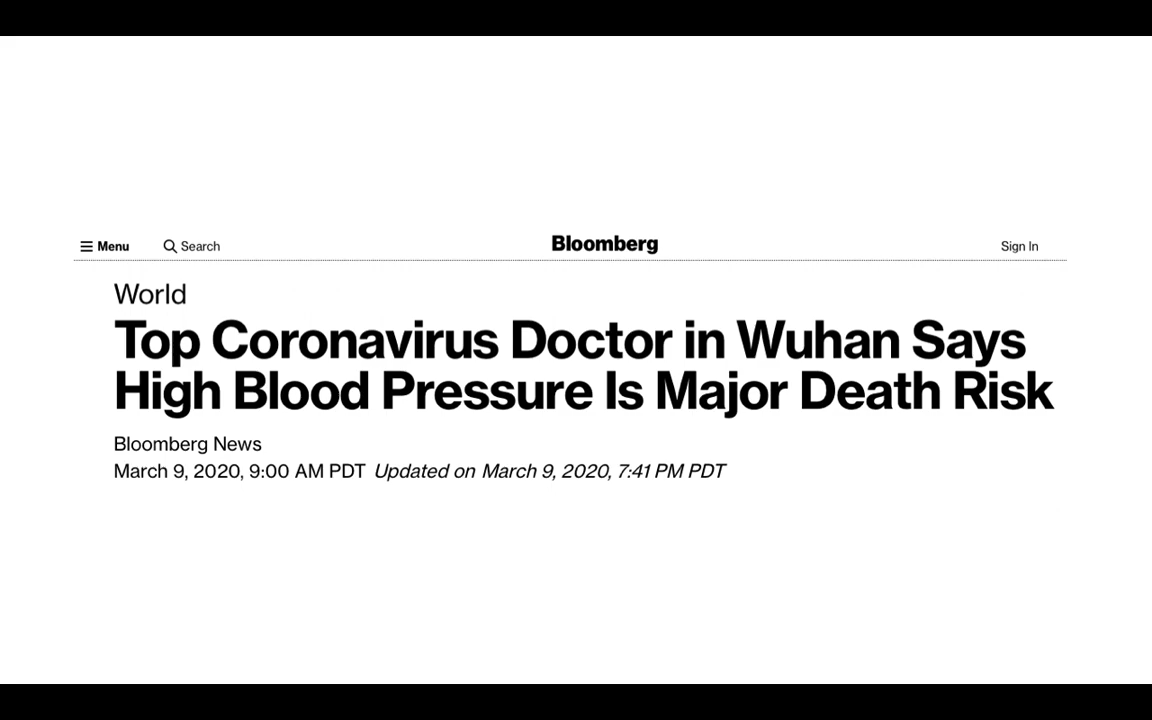 Menu Search Bloomberg Sign In
World
Top Coronavirus Doctor in Wuhan Says
High Blood Pressure Is Major Death Risk
Bloomberg News
March 9, 2020, 9:00 AM PDT Updated on March 9, 2020, 7:41 PM PDT